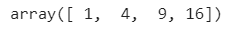 array([ 1,  4,  9, 16])